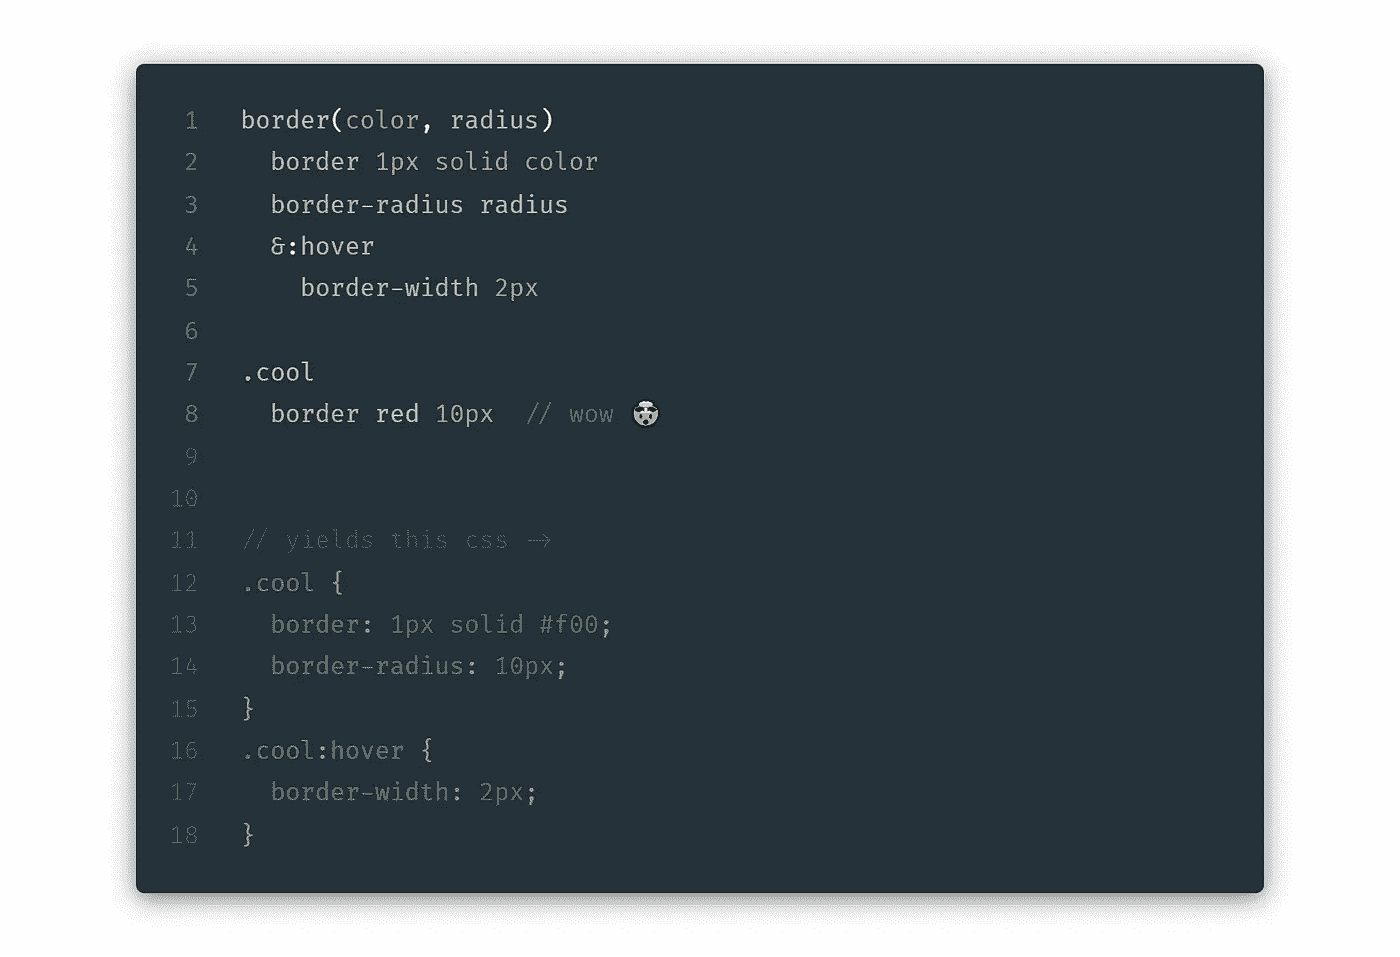 1 border(color, radius)
2   border 1px solid color
3   border-radius radius
4   &:hover
5     border-width 2px
6
7 .cool
8   border red 10px  // wow 🤯
9
10
11 // yields this css →
12 .cool {
13   border: 1px solid #f00;
14   border-radius: 10px;
15 }
16 .cool:hover {
17   border-width: 2px;
18 }